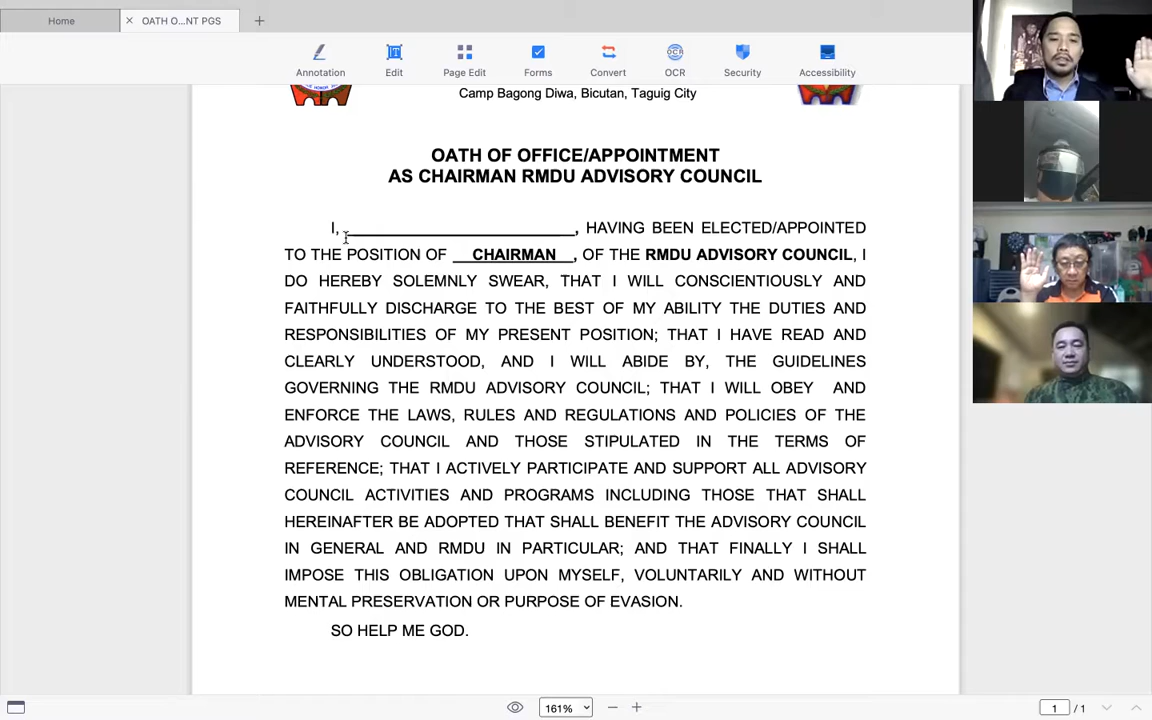 Home
OATH O...NT PGS
Annotation
Edit
Page Edit
Forms
Convert
OCR
OCR
Security
Accessibility
Camp Bagong Diwa, Bicutan, Taguig City
OATH OF OFFICE/APPOINTMENT
AS CHAIRMAN RMDU ADVISORY COUNCIL
I, ________________________, HAVING BEEN ELECTED/APPOINTED
TO THE POSITION OF __CHAIRMAN__, OF THE RMDU ADVISORY COUNCIL, I
DO HEREBY SOLEMNLY SWEAR, THAT I WILL CONSCIENTIOUSLY AND
FAITHFULLY DISCHARGE TO THE BEST OF MY ABILITY THE DUTIES AND
RESPONSIBILITIES OF MY PRESENT POSITION; THAT I HAVE READ AND
CLEARLY UNDERSTOOD, AND I WILL ABIDE BY, THE GUIDELINES
GOVERNING THE RMDU ADVISORY COUNCIL; THAT I WILL OBEY AND
ENFORCE THE LAWS, RULES AND REGULATIONS AND POLICIES OF THE
ADVISORY COUNCIL AND THOSE STIPULATED IN THE TERMS OF
REFERENCE; THAT I ACTIVELY PARTICIPATE AND SUPPORT ALL ADVISORY
COUNCIL ACTIVITIES AND PROGRAMS INCLUDING THOSE THAT SHALL
HEREINAFTER BE ADOPTED THAT SHALL BENEFIT THE ADVISORY COUNCIL
IN GENERAL AND RMDU IN PARTICULAR; AND THAT FINALLY I SHALL
IMPOSE THIS OBLIGATION UPON MYSELF, VOLUNTARILY AND WITHOUT
MENTAL PRESERVATION OR PURPOSE OF EVASION.
SO HELP ME GOD.
161%
1 / 1